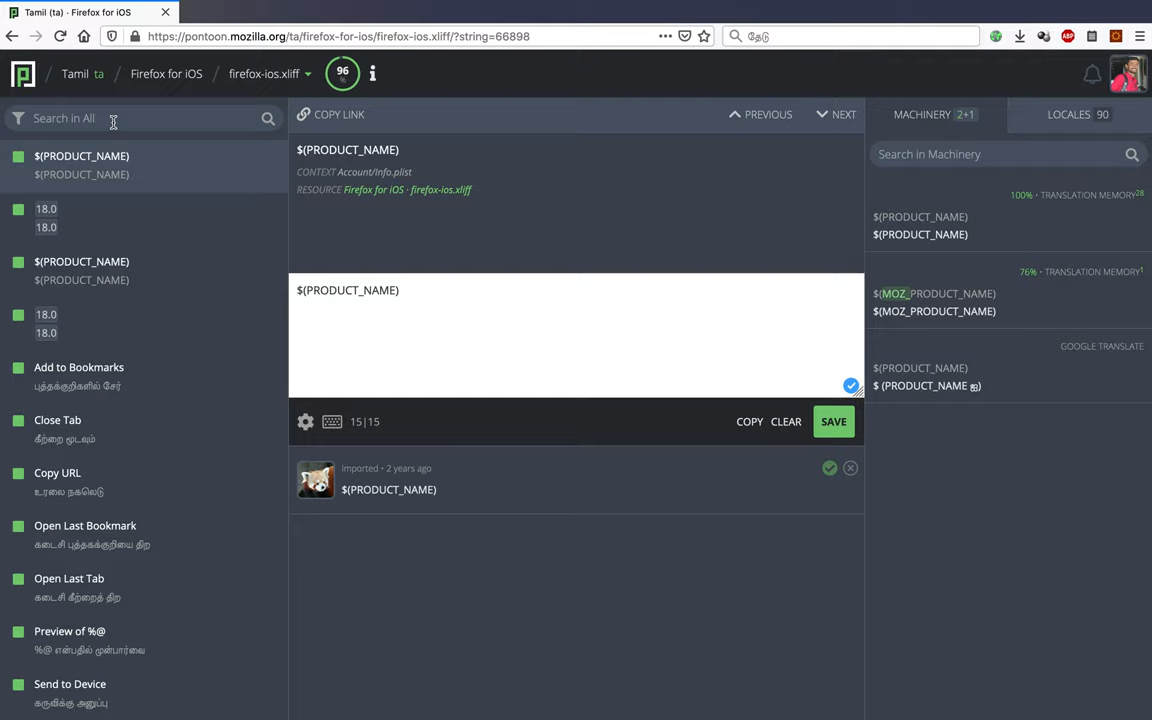 Tamil (ta) · Firefox for iOS
https://pontoon.mozilla.org/ta/firefox-for-ios/firefox-ios.xliff/?string=66898
தேடு
Tamil ta / Firefox for iOS / firefox-ios.xliff
96 %
Search in All
$(PRODUCT_NAME)
$(PRODUCT_NAME)
18.0
18.0
$(PRODUCT_NAME)
$(PRODUCT_NAME)
18.0
18.0
Add to Bookmarks
புத்தக்குறிகளில் சேர்
Close Tab
கீற்றை மூடவும்
Copy URL
உரலை நகலெடு
Open Last Bookmark
கடைசி புத்தகக்குறியை திற
Open Last Tab
கடைசி கீற்றைத் திற
Preview of %@
%@ என்பதில் முன்பார்வை
Send to Device
கருவிக்கு அனுப்பு
COPY LINK
PREVIOUS
NEXT
$(PRODUCT_NAME)
CONTEXT Account/Info.plist
RESOURCE Firefox for iOS · firefox-ios.xliff
$(PRODUCT_NAME)
15|15
COPY CLEAR SAVE
Imported • 2 years ago
$(PRODUCT_NAME)
MACHINERY 2+1
LOCALES 90
Search in Machinery
100% • TRANSLATION MEMORY 28
$(PRODUCT_NAME)
$(PRODUCT_NAME)
76% • TRANSLATION MEMORY 1
$(MOZ_PRODUCT_NAME)
$(MOZ_PRODUCT_NAME)
GOOGLE TRANSLATE
$(PRODUCT_NAME)
$ (PRODUCT_NAME ஐ)
ABP